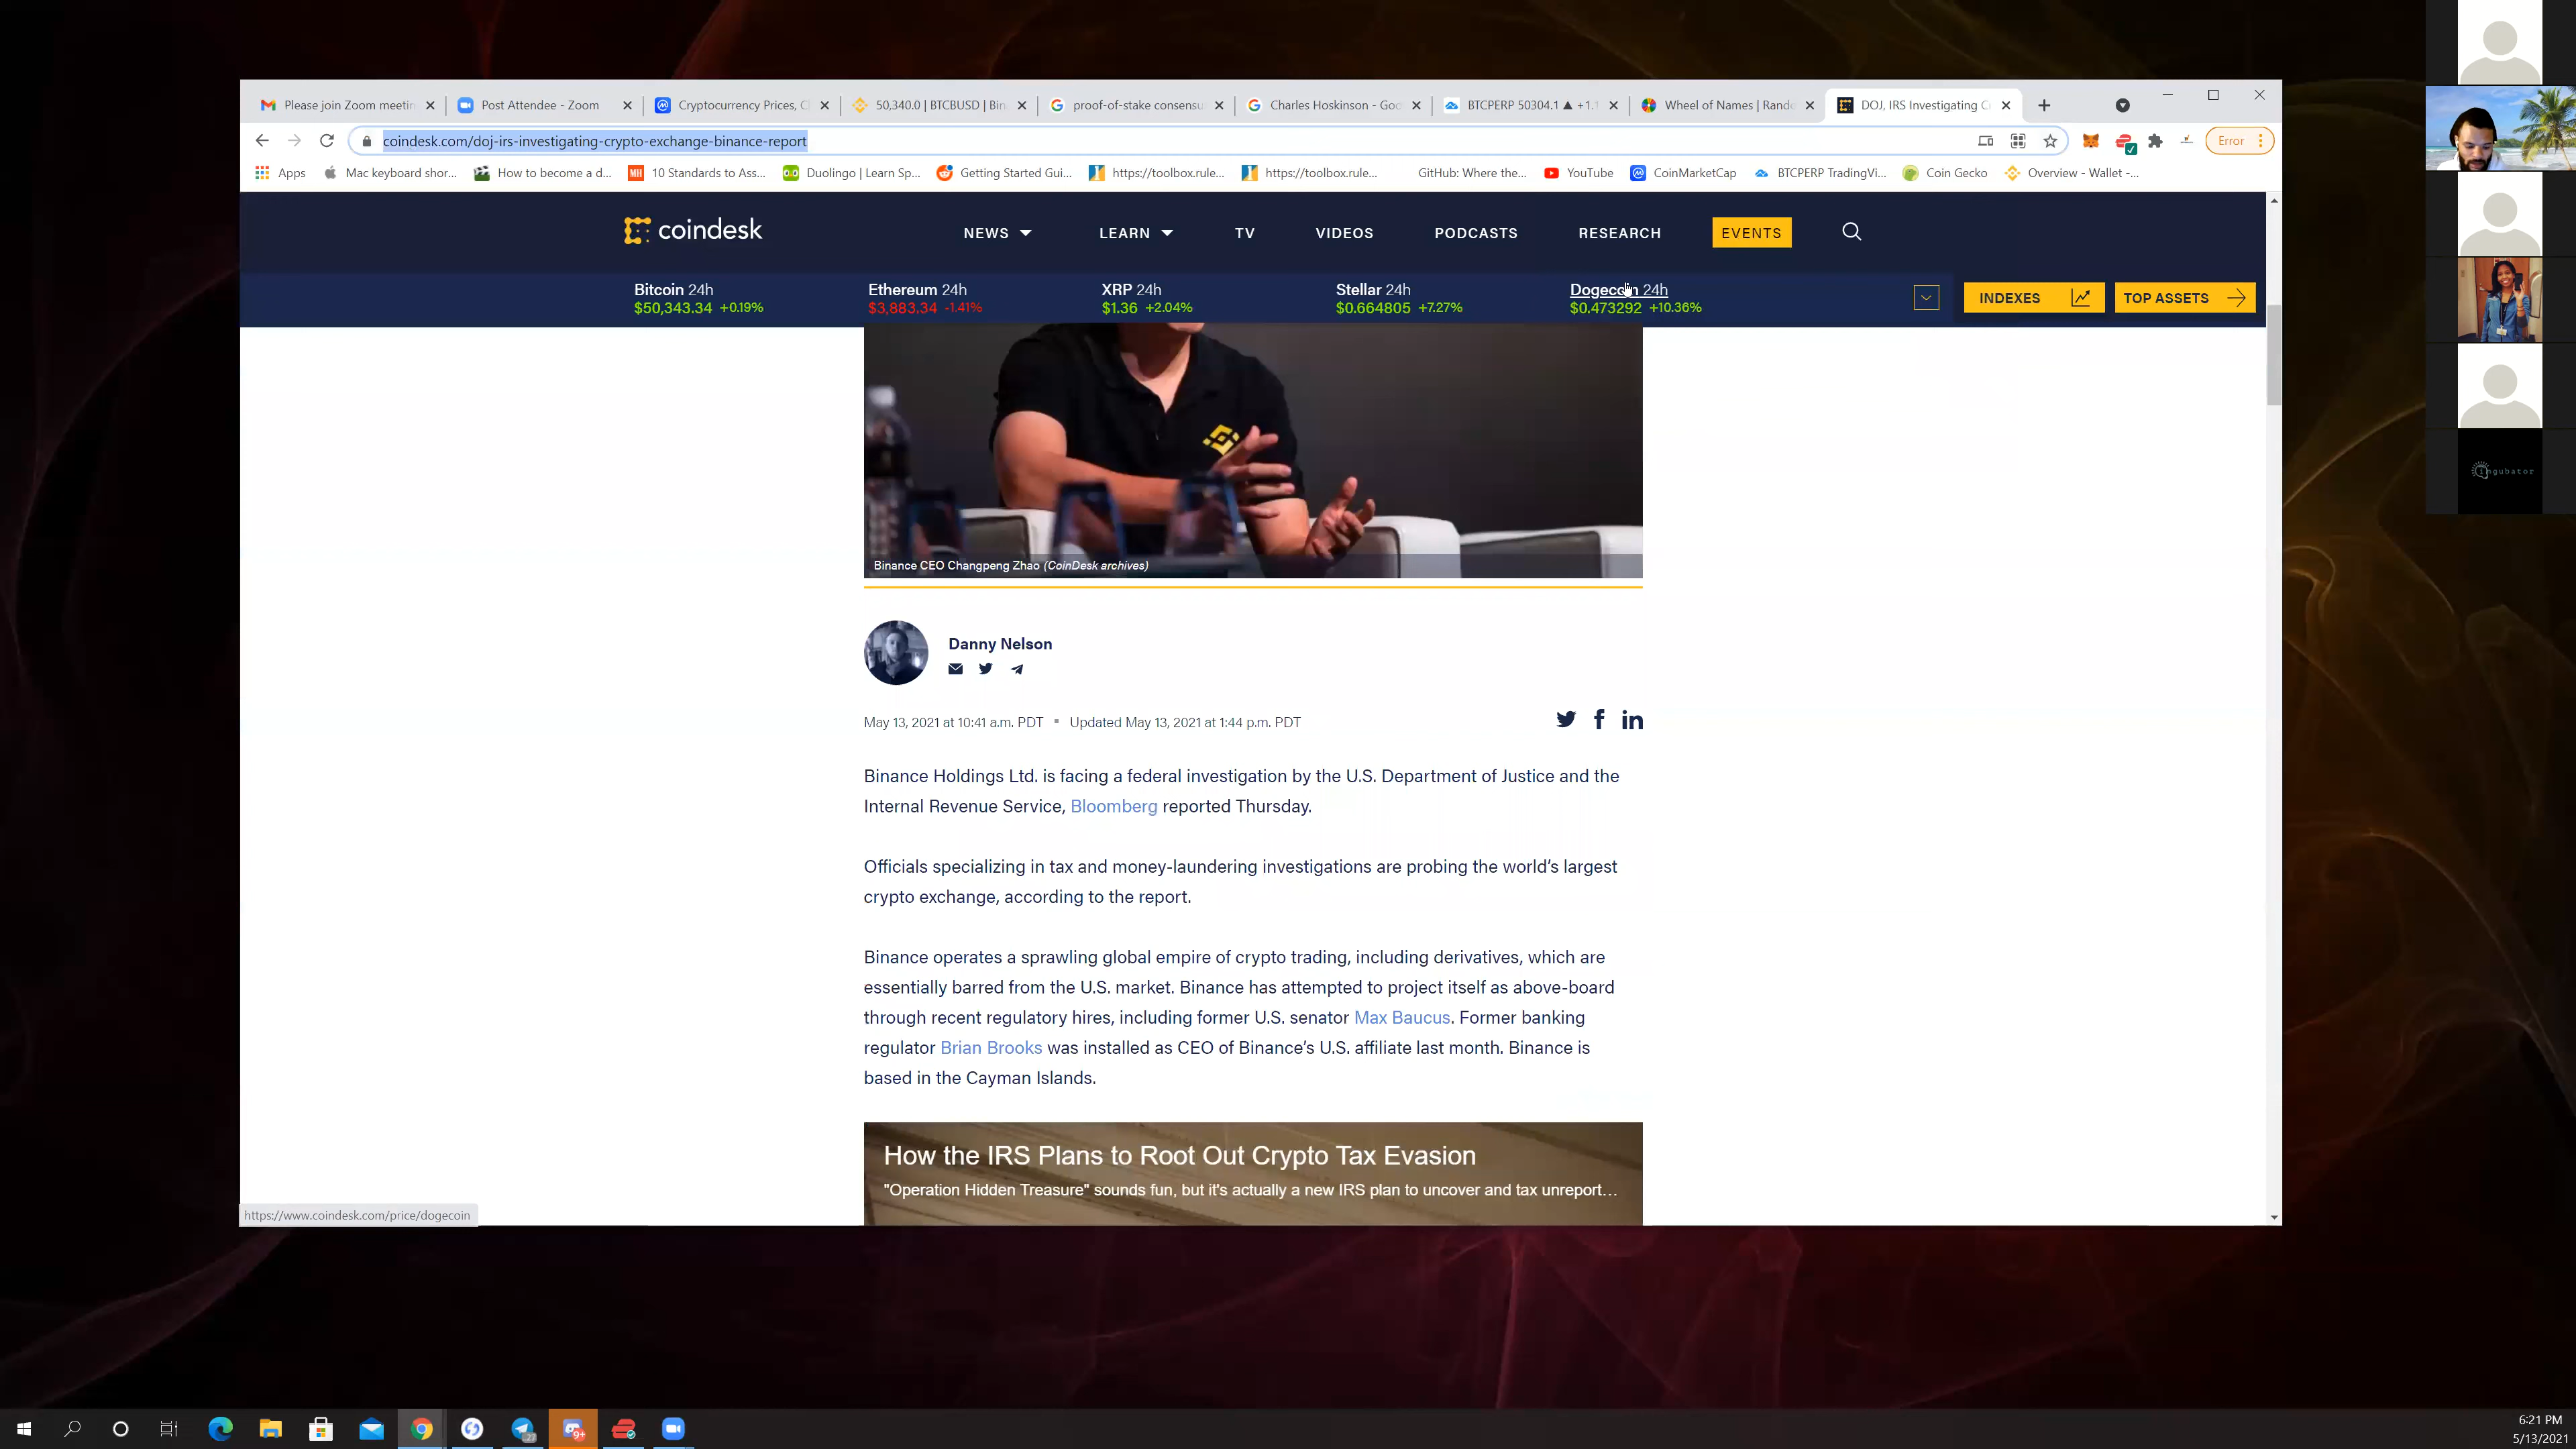 Please join Zoom meetin
Post Attendee - Zoom
Cryptocurrency Prices, C
50,340.0 | BTCBUSD | Bin
proof-of-stake consensu
Charles Hoskinson - Goo
BTCPERP 50304.1 ▲ +1.1
Wheel of Names | Rando
DOJ, IRS Investigating C
coindesk.com/doj-irs-investigating-crypto-exchange-binance-report
Error
Apps
Mac keyboard shor...
How to become a d...
MH 10 Standards to Ass...
Duolingo | Learn Sp...
Getting Started Gui...
https://toolbox.rule...
https://toolbox.rule...
GitHub: Where the...
YouTube
CoinMarketCap
BTCPERP TradingVi...
Coin Gecko
Overview - Wallet -...
coindesk
NEWS
LEARN
TV
VIDEOS
PODCASTS
RESEARCH
EVENTS
Bitcoin 24h
$50,343.34 +0.19%
Ethereum 24h
$3,883.34 -1.41%
XRP 24h
$1.36 +2.04%
Stellar 24h
$0.664805 +7.27%
Dogecoin 24h
$0.473292 +10.36%
INDEXES
TOP ASSETS
Binance CEO Changpeng Zhao (CoinDesk archives)
Danny Nelson
May 13, 2021 at 10:41 a.m. PDT ▪ Updated May 13, 2021 at 1:44 p.m. PDT
Binance Holdings Ltd. is facing a federal investigation by the U.S. Department of Justice and the
Internal Revenue Service, Bloomberg reported Thursday.
Officials specializing in tax and money-laundering investigations are probing the world's largest
crypto exchange, according to the report.
Binance operates a sprawling global empire of crypto trading, including derivatives, which are
essentially barred from the U.S. market. Binance has attempted to project itself as above-board
through recent regulatory hires, including former U.S. senator Max Baucus. Former banking
regulator Brian Brooks was installed as CEO of Binance's U.S. affiliate last month. Binance is
based in the Cayman Islands.
How the IRS Plans to Root Out Crypto Tax Evasion
"Operation Hidden Treasure" sounds fun, but it's actually a new IRS plan to uncover and tax unreport...
https://www.coindesk.com/price/dogecoin
ingubator
9+
6:21 PM
5/13/2021